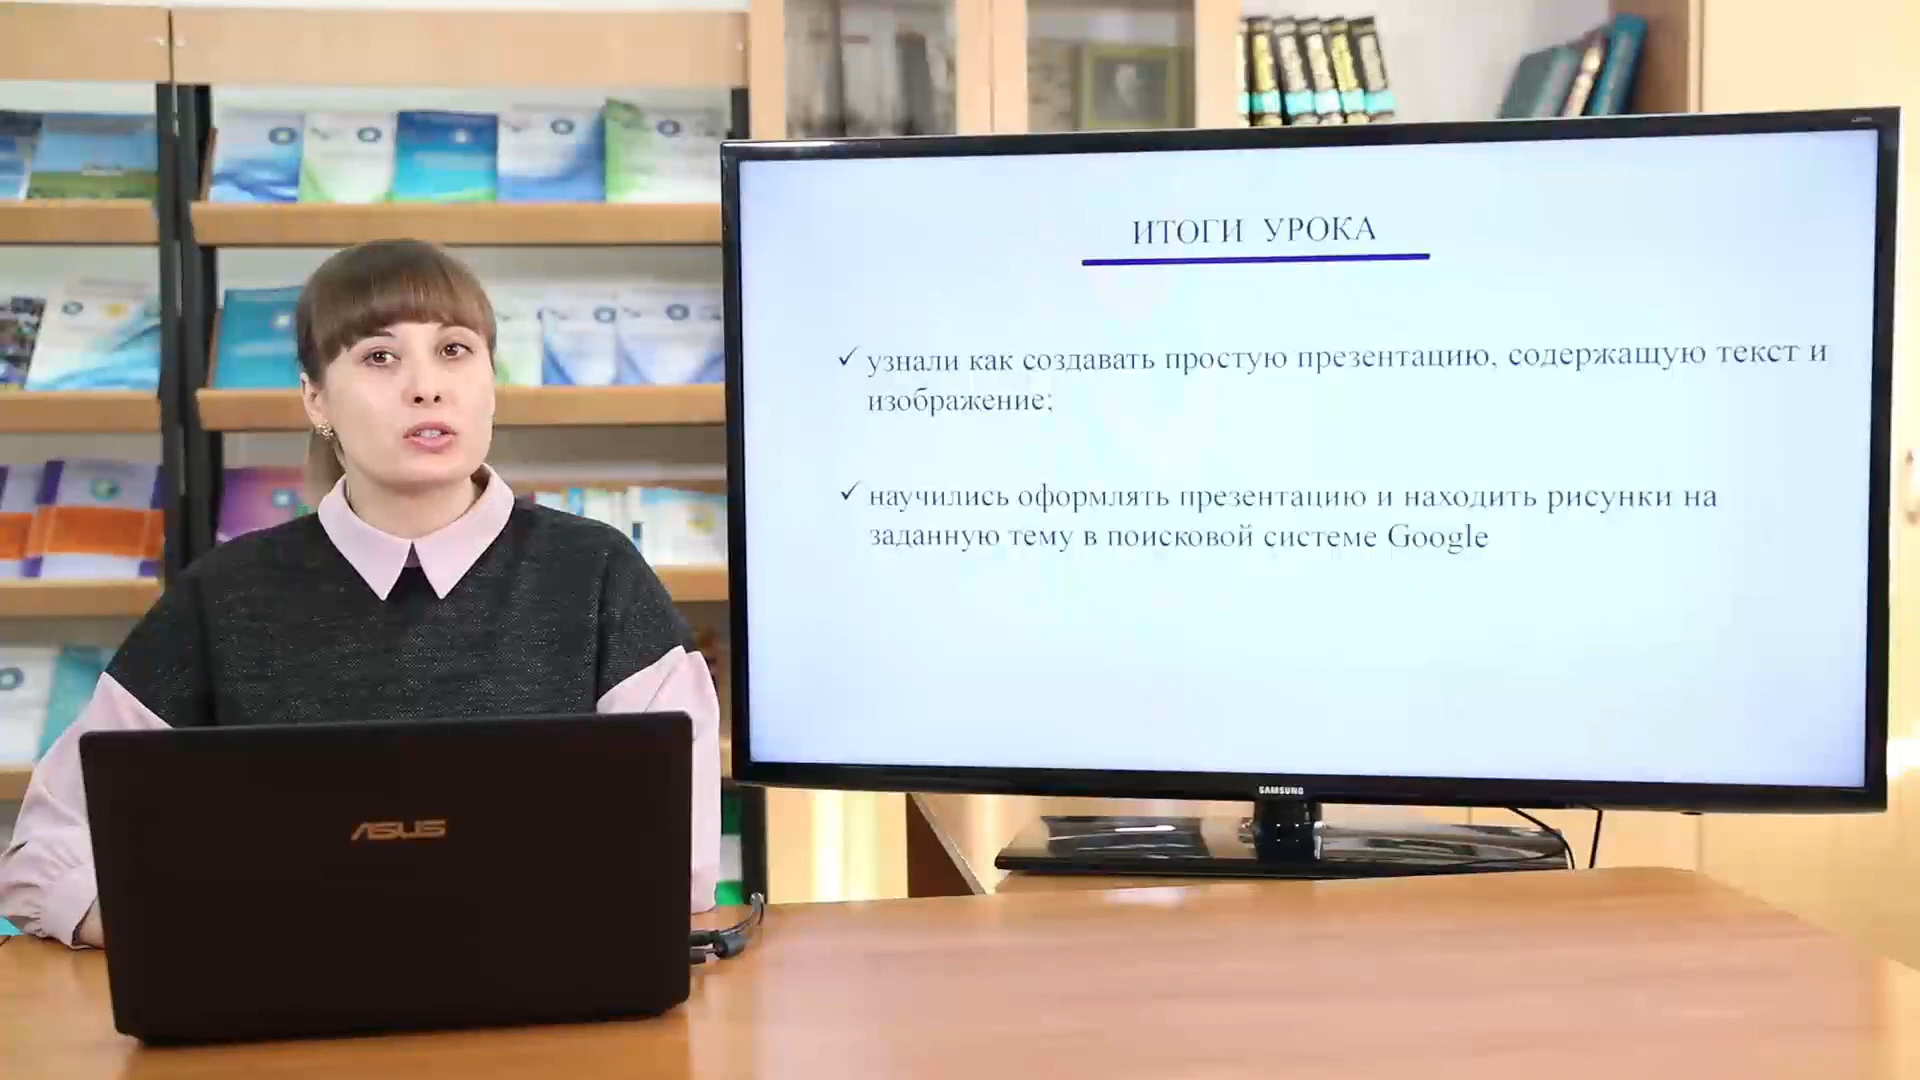 ИТОГИ УРОКА
✓ узнали как создавать простую презентацию, содержащую текст и
изображение;
✓ научились оформлять презентацию и находить рисунки на
заданную тему в поисковой системе Google
SAMSUNG
ASUS